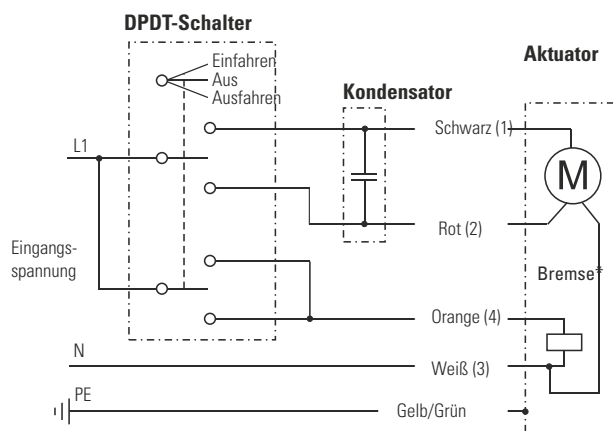 DPDT-Schalter
Einfahren
Aus
Ausfahren
Kondensator
Aktuator
L1
Schwarz (1)
M
Rot (2)
Eingangs-
spannung
Bremse*
Orange (4)
N
Weiß (3)
PE
Gelb/Grün